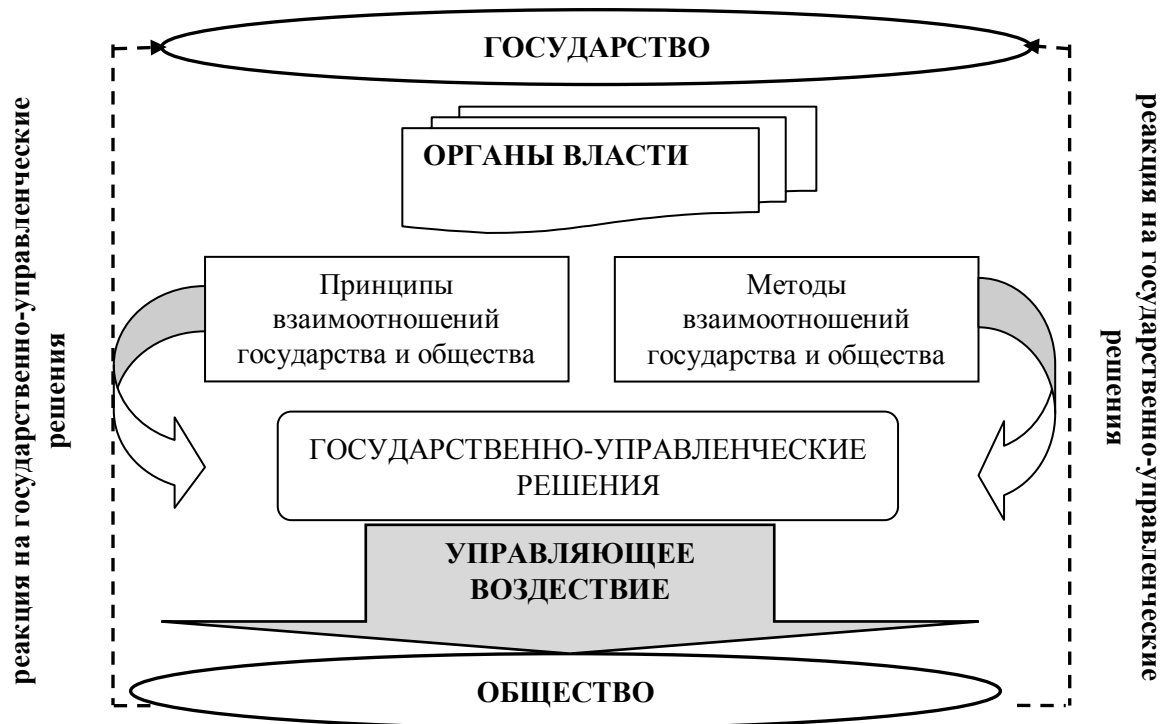 ГОСУДАРСТВО
ОРГАНЫ ВЛАСТИ
Принципы
взаимоотношений
государства и общества
Методы
взаимоотношений
государства и общества
ГОСУДАРСТВЕННО-УПРАВЛЕНЧЕСКИЕ
РЕШЕНИЯ
УПРАВЛЯЮЩЕЕ
ВОЗДЕСТВИЕ
ОБЩЕСТВО
реакция на государственно-управленческие
решения
реакция на государственно-управленческие
решения